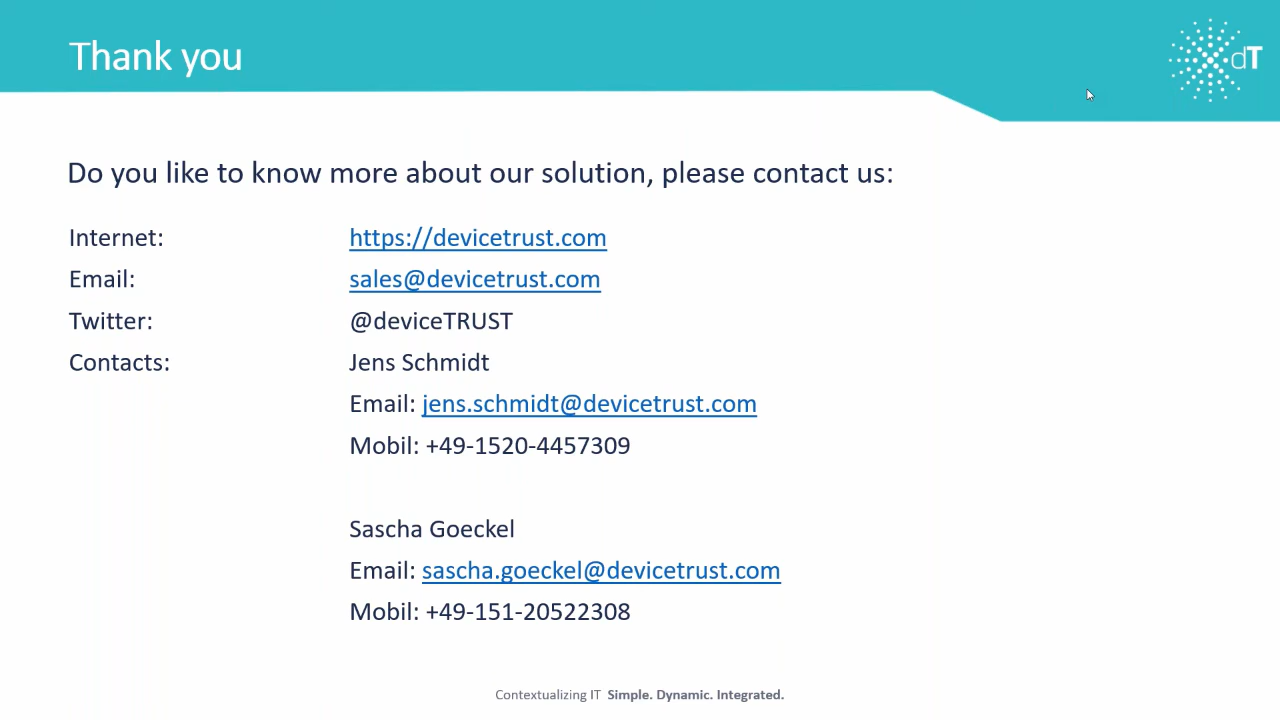 Thank you
dT
Do you like to know more about our solution, please contact us:
Internet: https://devicetrust.com
Email: sales@devicetrust.com
Twitter: @deviceTRUST
Contacts: Jens Schmidt
Email: jens.schmidt@devicetrust.com
Mobil: +49-1520-4457309
Sascha Goeckel
Email: sascha.goeckel@devicetrust.com
Mobil: +49-151-20522308
Contextualizing IT Simple. Dynamic. Integrated.